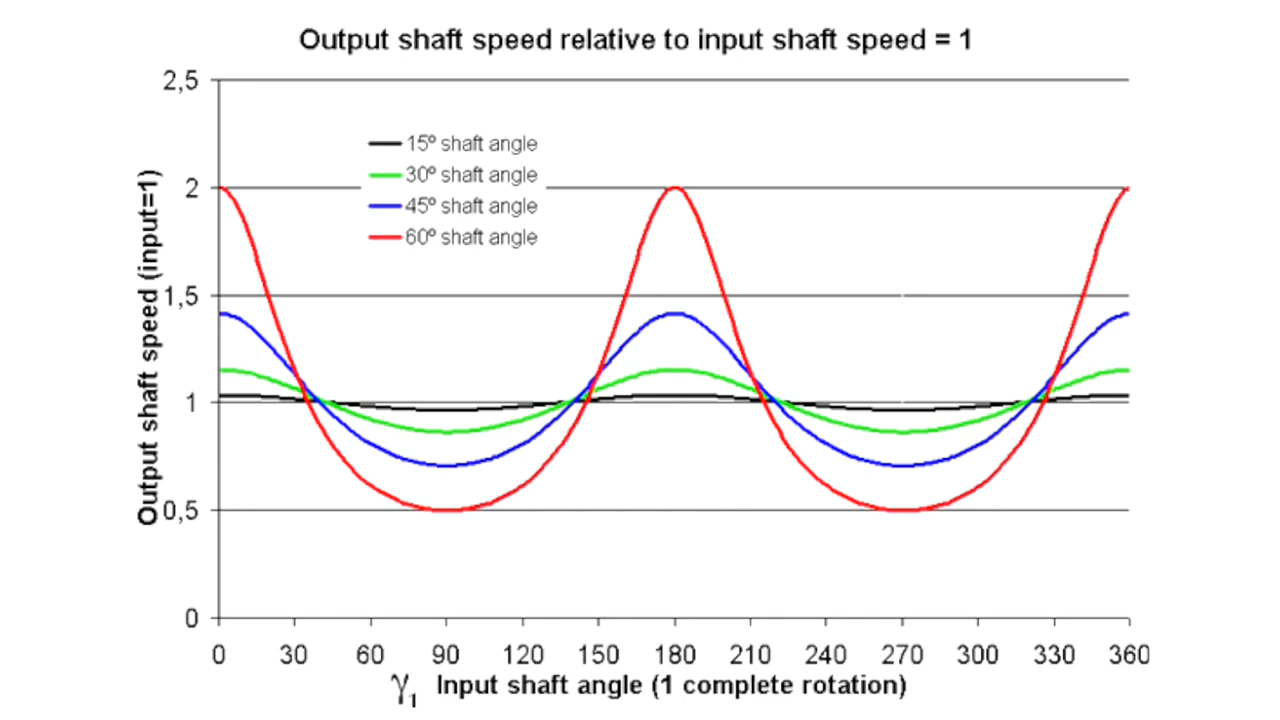 Output shaft speed relative to input shaft speed = 1
Output shaft speed (input=1)
2,5
2
1,5
1
0,5
0
15º shaft angle
30º shaft angle
45º shaft angle
60º shaft angle
0 30 60 90 120 150 180 210 240 270 300 330 360
γ1 Input shaft angle (1 complete rotation)